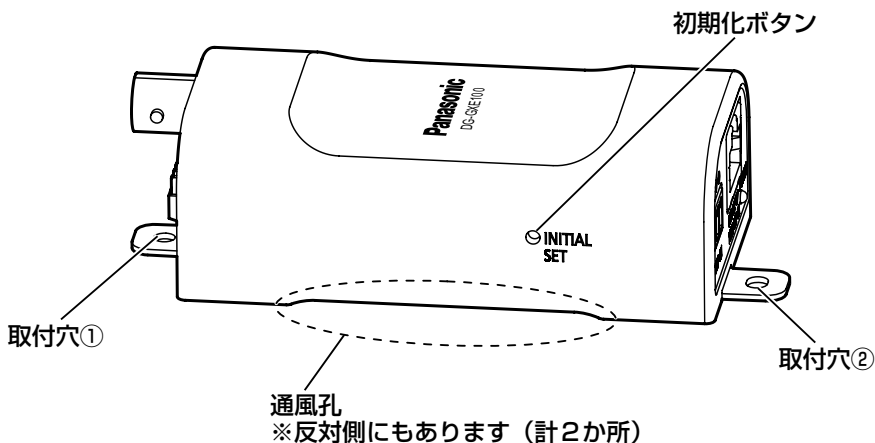 初期化ボタン
Panasonic
DG-GXE100
INITIAL
SET
取付穴①
取付穴②
通風孔
※反対側にもあります（計２か所）